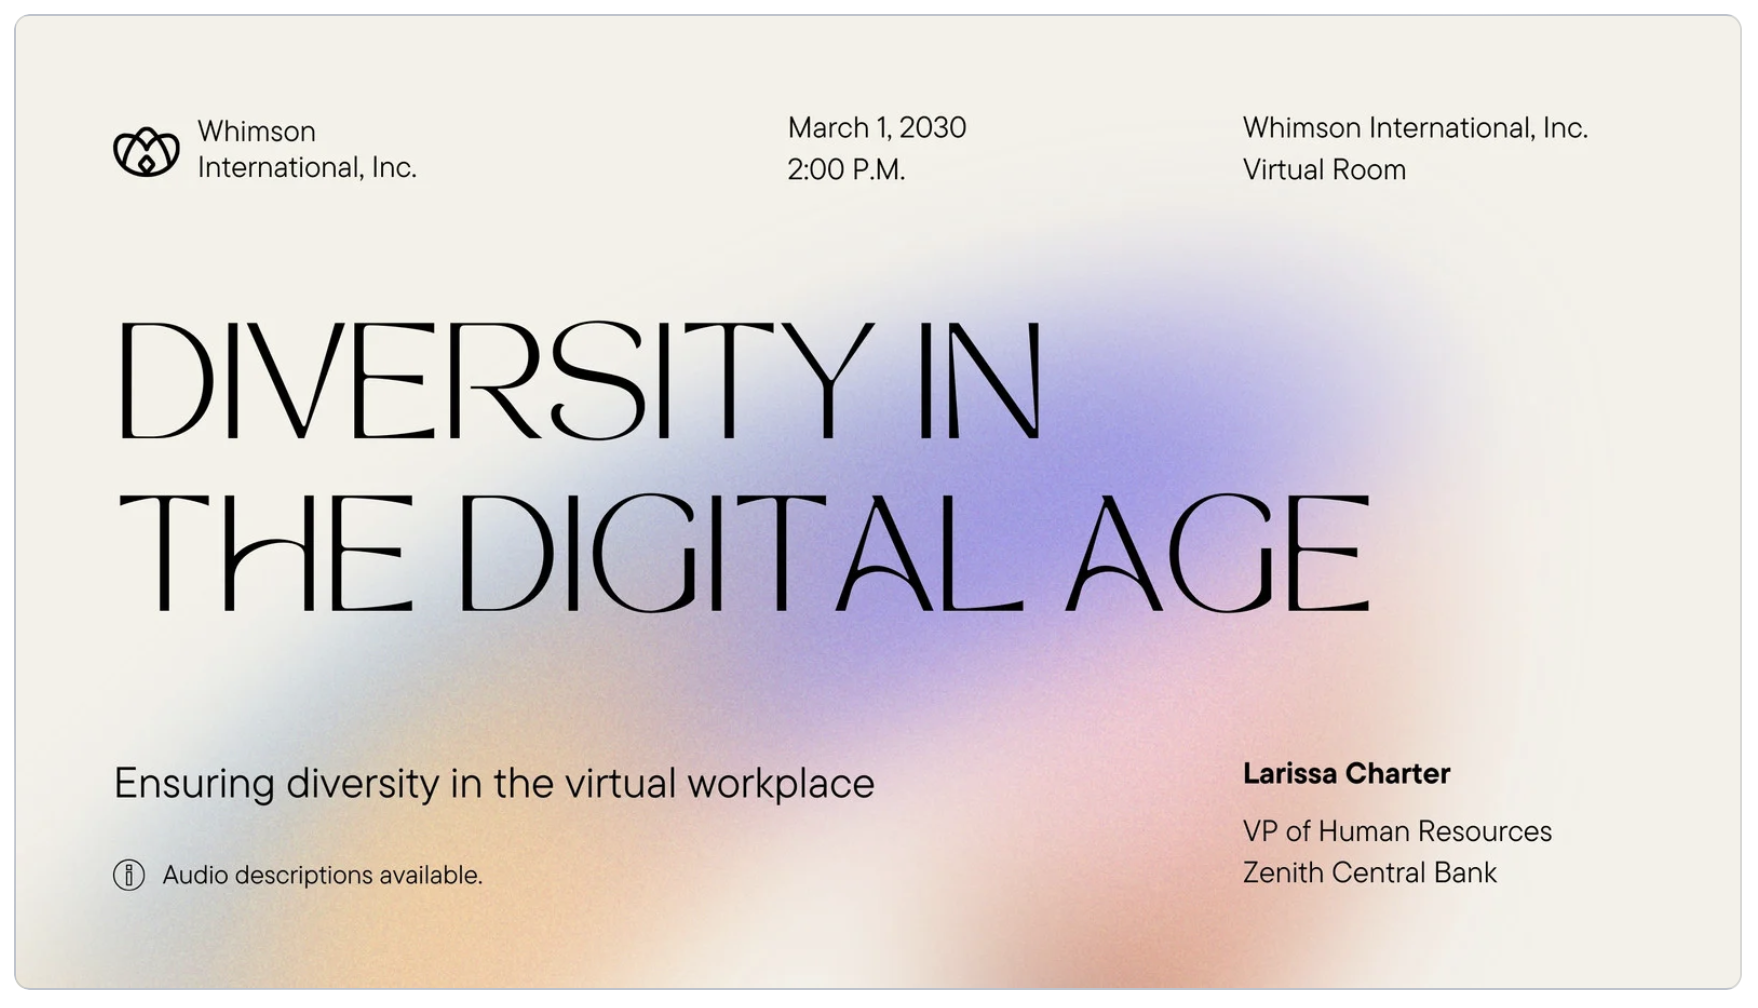 Whimson
International, Inc.
March 1, 2030
2:00 P.M.
Whimson International, Inc.
Virtual Room
DIVERSITY IN
THE DIGITAL AGE
Ensuring diversity in the virtual workplace
Audio descriptions available.
Larissa Charter
VP of Human Resources
Zenith Central Bank